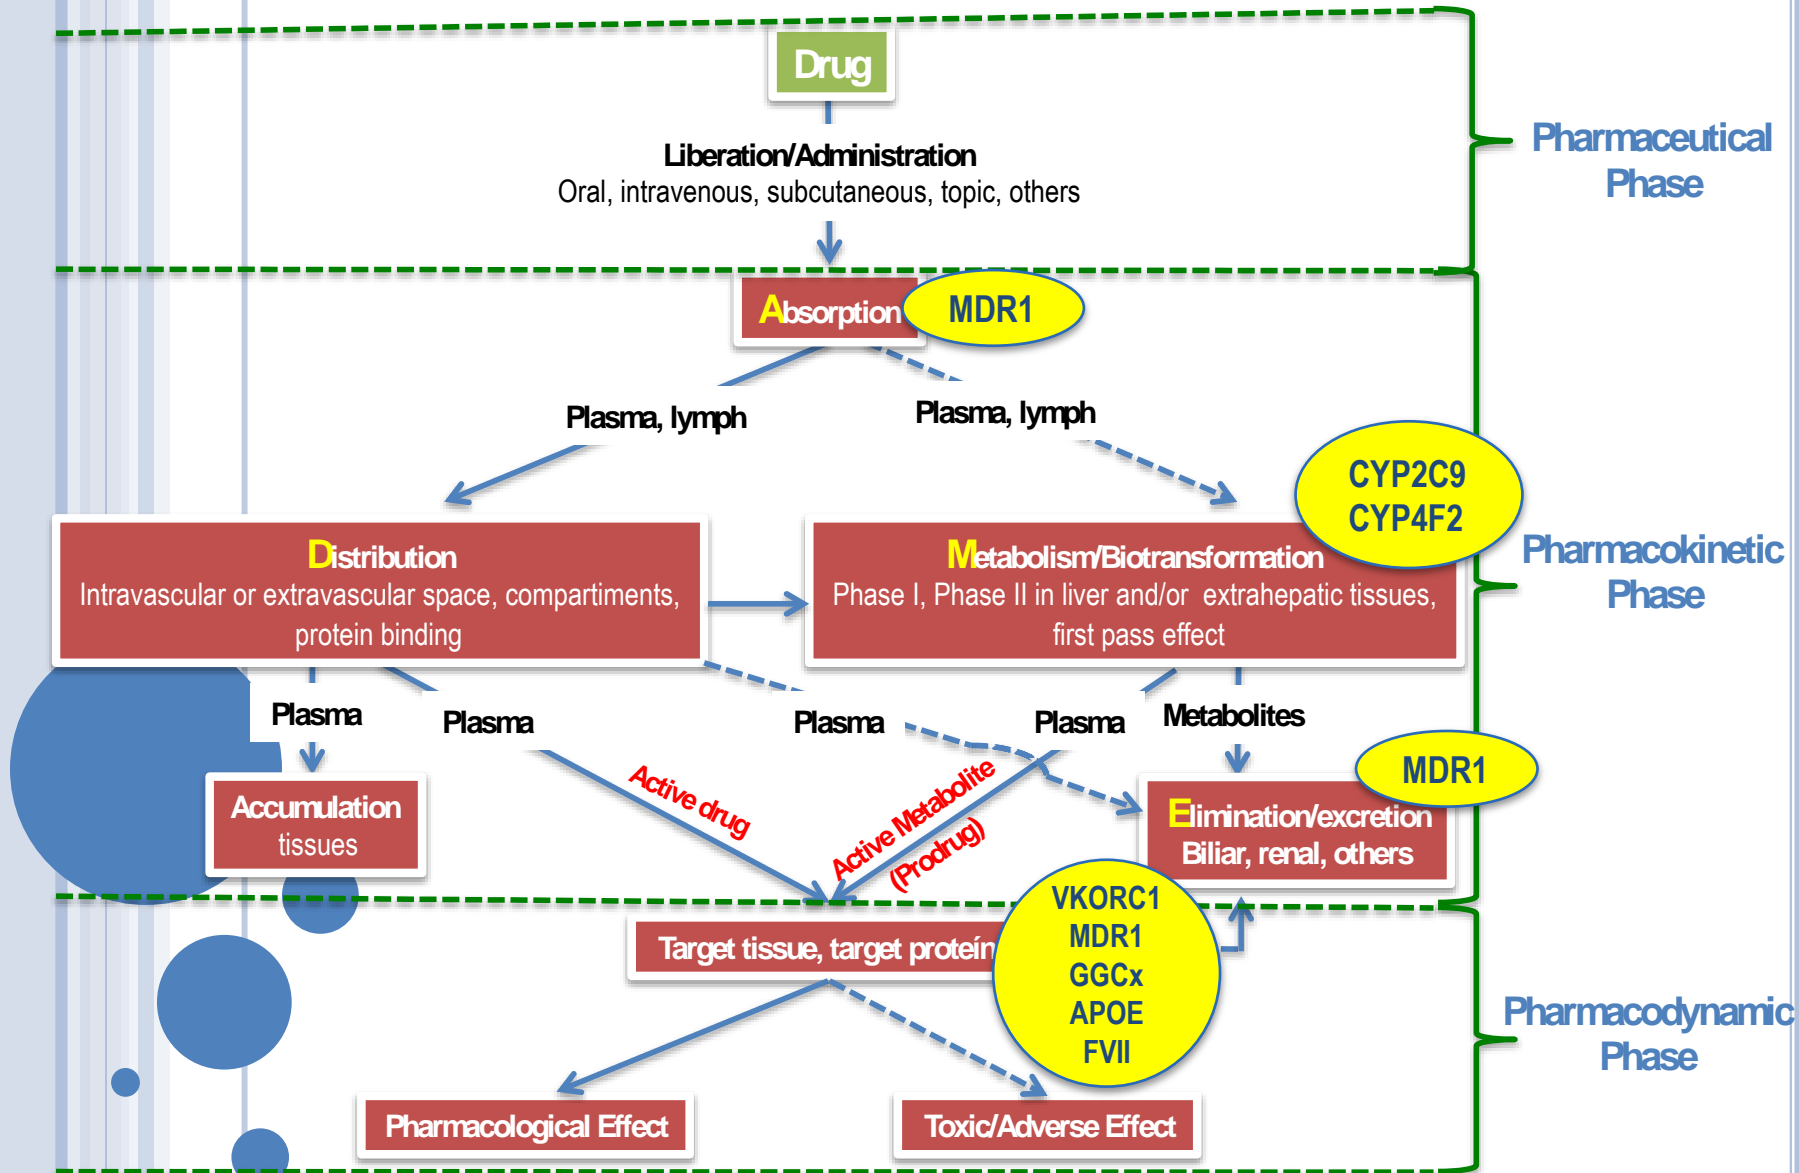 Drug
Liberation/Administration
Oral, intravenous, subcutaneous, topic, others
Pharmaceutical
Phase
Absorption
MDR1
Plasma, lymph
Plasma, lymph
CYP2C9
CYP4F2
Distribution
Intravascular or extravascular space, compartiments,
protein binding
Metabolism/Biotransformation
Phase I, Phase II in liver and/or extrahepatic tissues,
first pass effect
Pharmacokinetic
Phase
Plasma
Plasma
Plasma
Plasma
Metabolites
MDR1
Accumulation
tissues
Active drug
Active Metabolite
(Prodrug)
Elimination/excretion
Biliar, renal, others
Target tissue, target proteín
VKORC1
MDR1
GGCx
APOE
FVII
Pharmacodynamic
Phase
Pharmacological Effect
Toxic/Adverse Effect